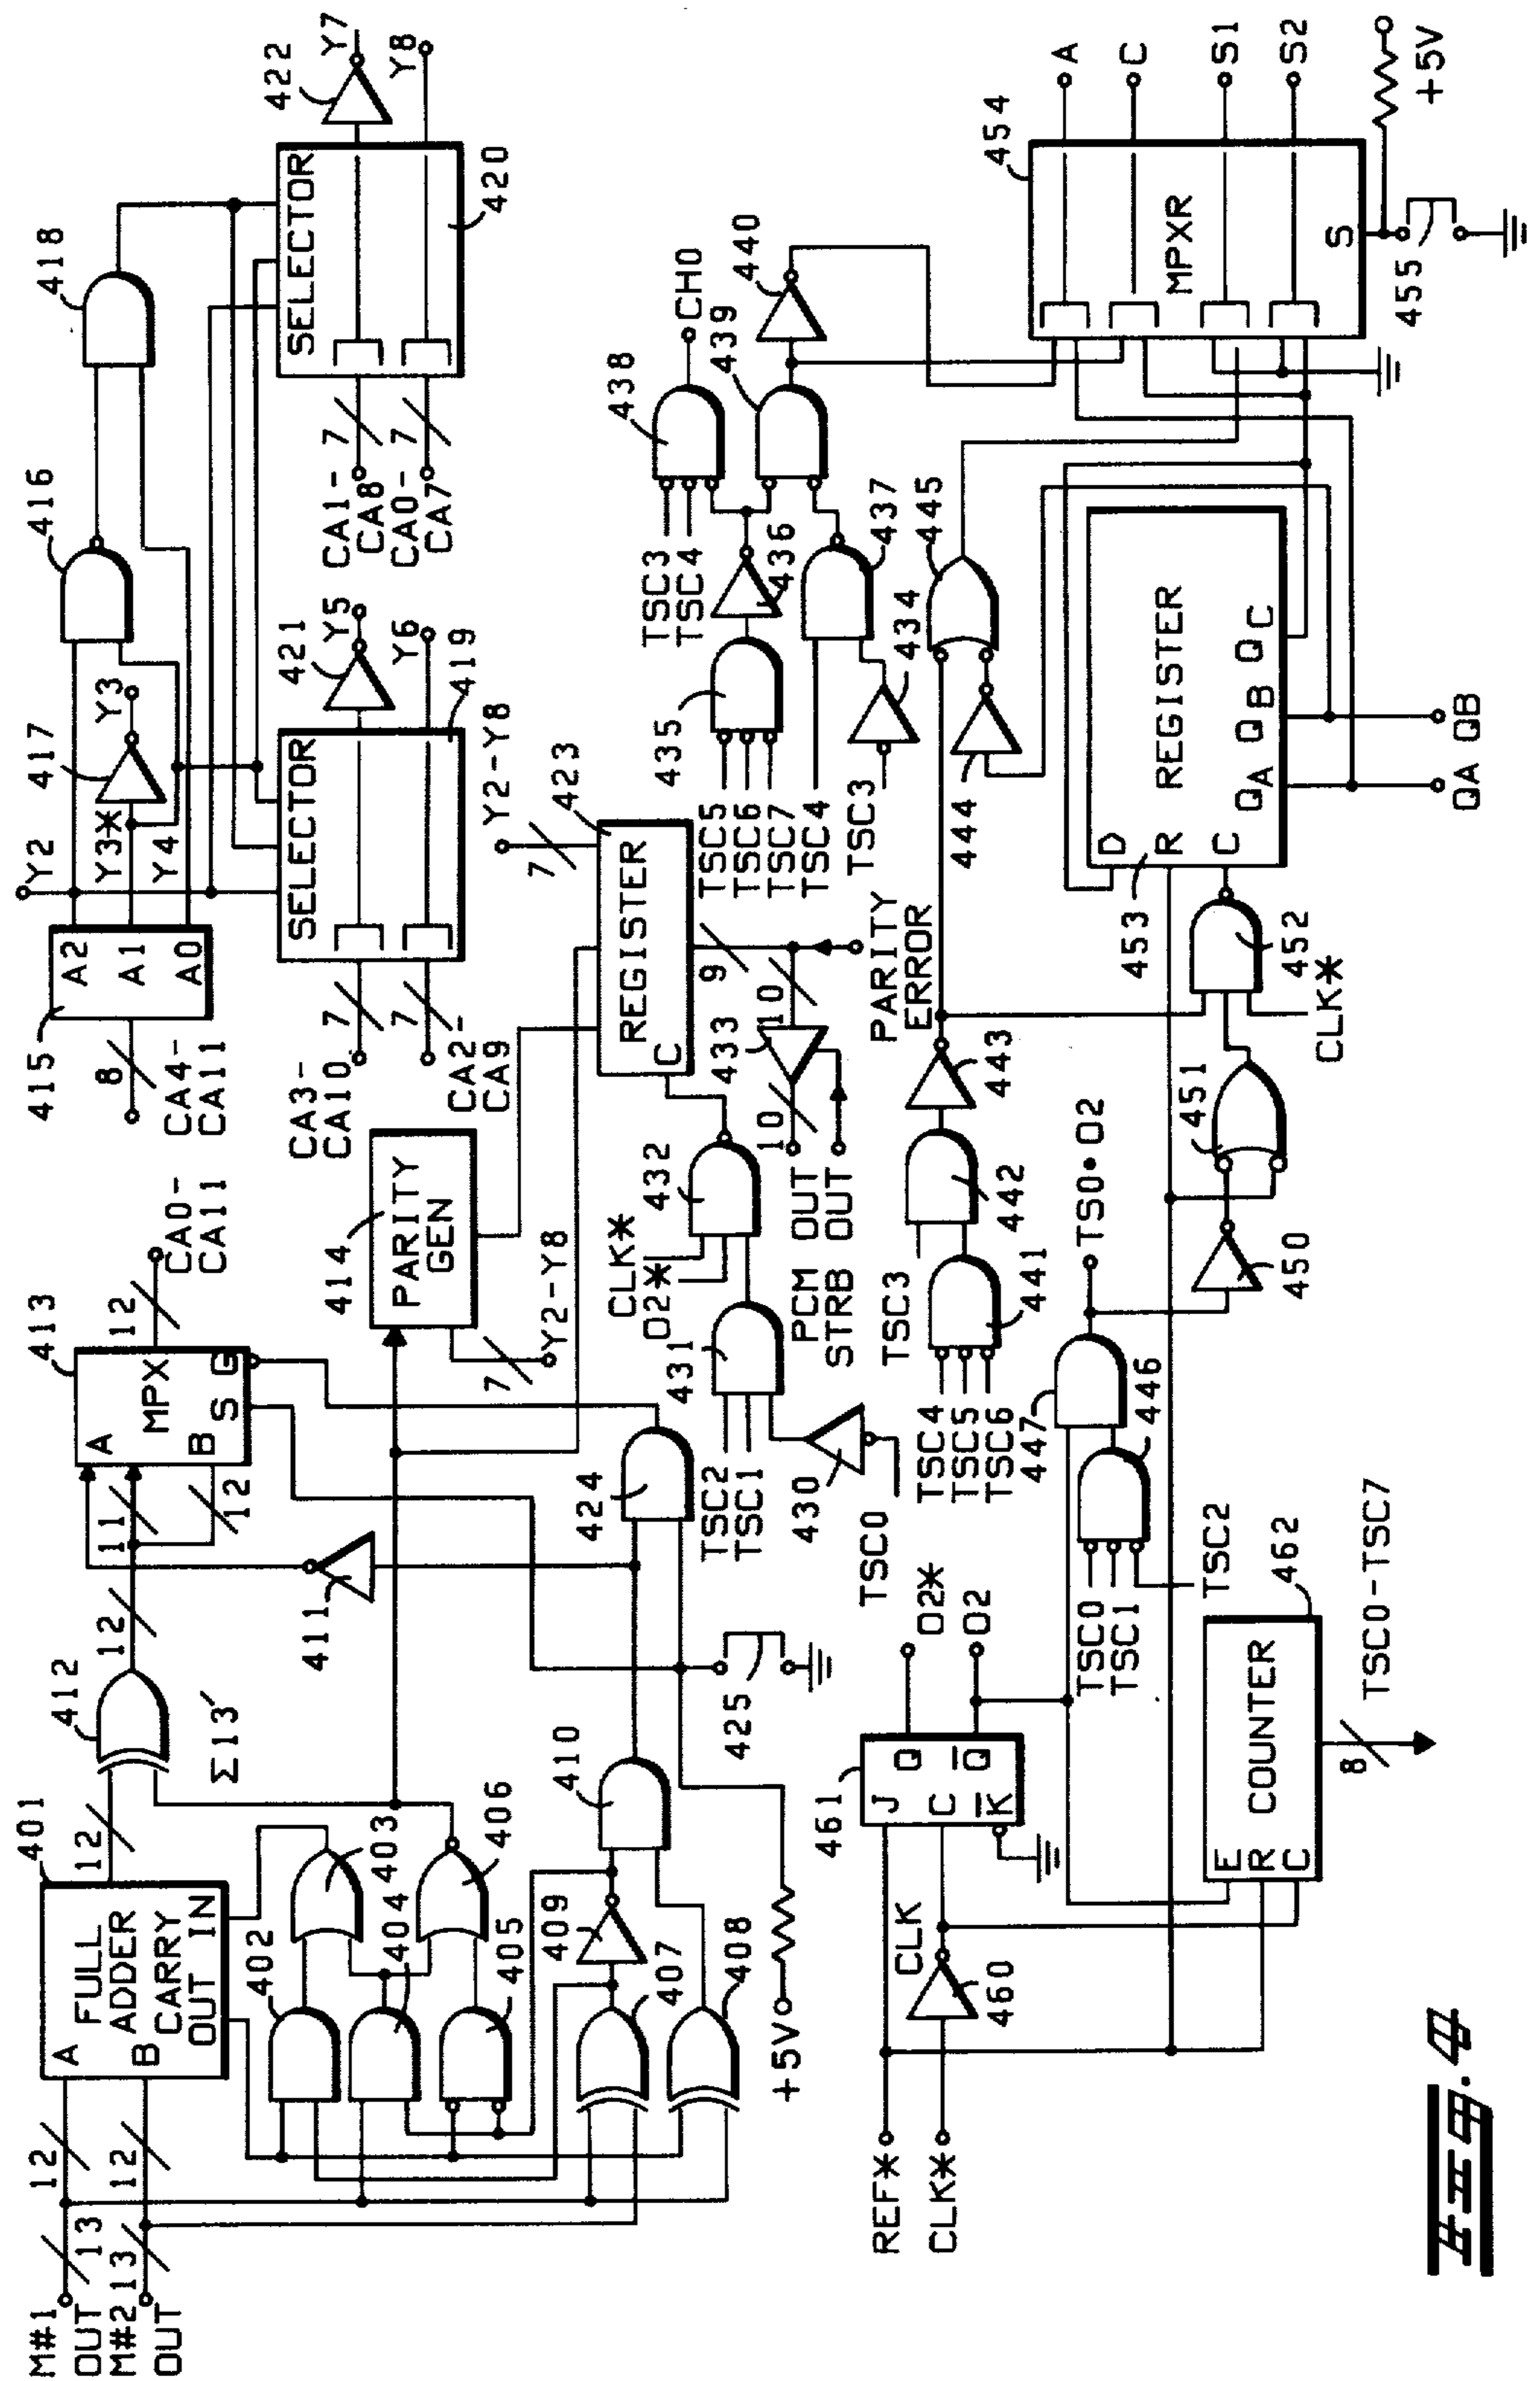 M#1
OUT
M#2
OUT
13
13
12
12
401
A
FULL
ADDER
B
CARRY
OUT IN
12
412
12
Σ13′
11
12
413
A
MPX
B
S
G
12
CA0-
CA11
402
403
404
405
406
407
408
409
410
411
+5V
425
424
414
PARITY
GEN
7
Y2-Y8
415
A2
A1
A0
8
CA4-
CA11
Y2
Y3*
Y4
417
Y3
416
418
SELECTOR
7
7
CA3-
CA10
CA2-
CA9
421
Y5
Y6
419
SELECTOR
7
7
CA1-
CA8
CA0-
CA7
422
Y7
Y8
420
423
REGISTER
C
7
Y2-Y8
9
PARITY
ERROR
10
433
10
PCM OUT
STRB OUT
CLK*
O2*
432
431
TSC2
TSC1
430
TSC0
TSC3
TSC4
438
CH0
436
435
TSC5
TSC6
TSC7
TSC4
TSC3
437
434
439
440
TSC3
TSC4
TSC5
TSC6
441
442
443
444
445
454
MPXR
S
A
C
S1
S2
455
+5V
453
D
R
C
REGISTER
QA
QB
QC
QA
QB
452
CLK*
451
450
TS0•O2
447
446
TSC0
TSC1
TSC2
REF*
CLK*
CLK
460
461
J
C
K
Q
Q
O2*
O2
462
E
R
C
COUNTER
8
TSC0-TSC7
FIG. 4